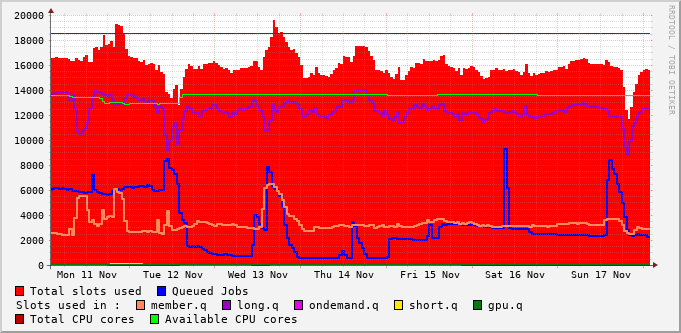 20000
18000
16000
14000
12000
10000
8000
6000
4000
2000
0
Mon 11 Nov Tue 12 Nov Wed 13 Nov Thu 14 Nov Fri 15 Nov Sat 16 Nov Sun 17 Nov
Total slots used Queued Jobs
Slots used in : member.q long.q ondemand.q short.q gpu.q
Total CPU cores Available CPU cores
RRDTOOL / TOBI OETIKER